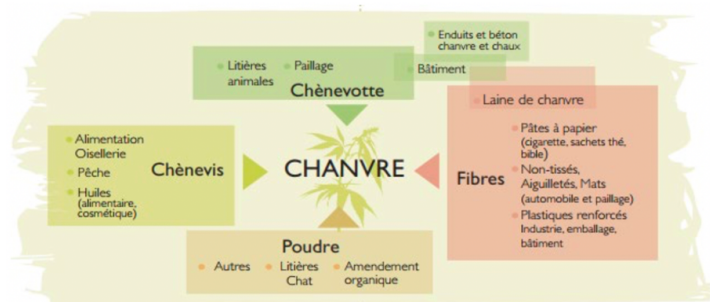 Enduits et béton
chanvre et chaux
Litières
animales
Paillage
Bâtiment
Chènevotte
Laine de chanvre
Alimentation
Oisellerie
Pêche
Huiles
(alimentaire,
cosmétique)
Chènevis
CHANVRE
Fibres
Pâtes à papier
(cigarette, sachets thé,
bible)
Non-tissés,
Aiguilletés, Mats
(automobile et paillage)
Plastiques renforcés
Industrie, emballage,
bâtiment
Poudre
Autres
Litières
Chat
Amendement
organique